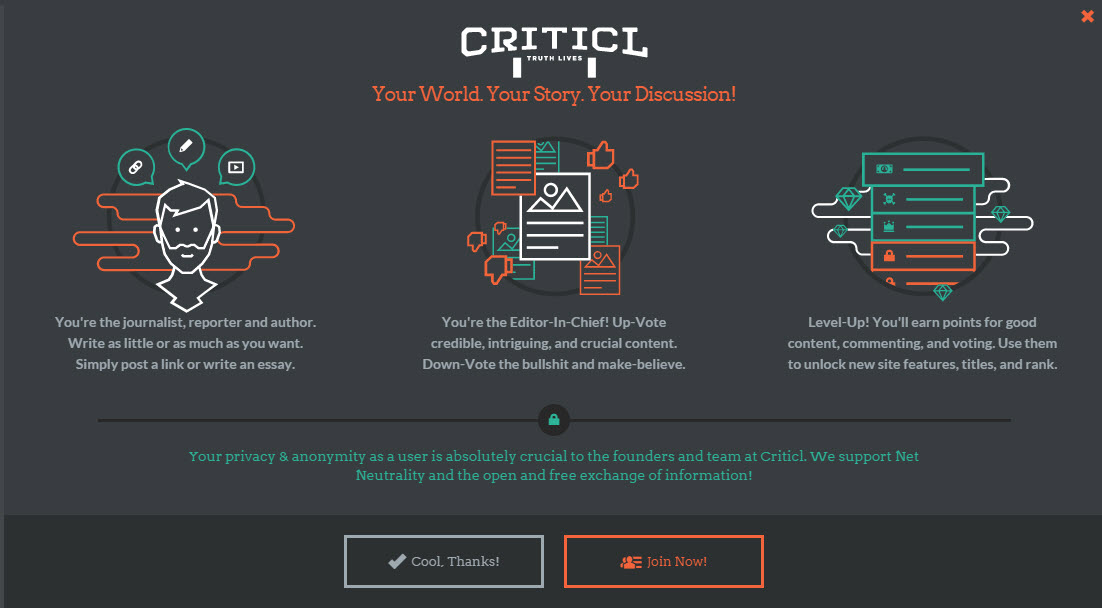 CRITICL
TRUTH LIVES
Your World. Your Story. Your Discussion!
You're the journalist, reporter and author.
Write as little or as much as you want.
Simply post a link or write an essay.
You're the Editor-In-Chief! Up-Vote
credible, intriguing, and crucial content.
Down-Vote the bullshit and make-believe.
Level-Up! You'll earn points for good
content, commenting, and voting. Use them
to unlock new site features, titles, and rank.
Your privacy & anonymity as a user is absolutely crucial to the founders and team at Criticl. We support Net
Neutrality and the open and free exchange of information!
Cool, Thanks!
Join Now!